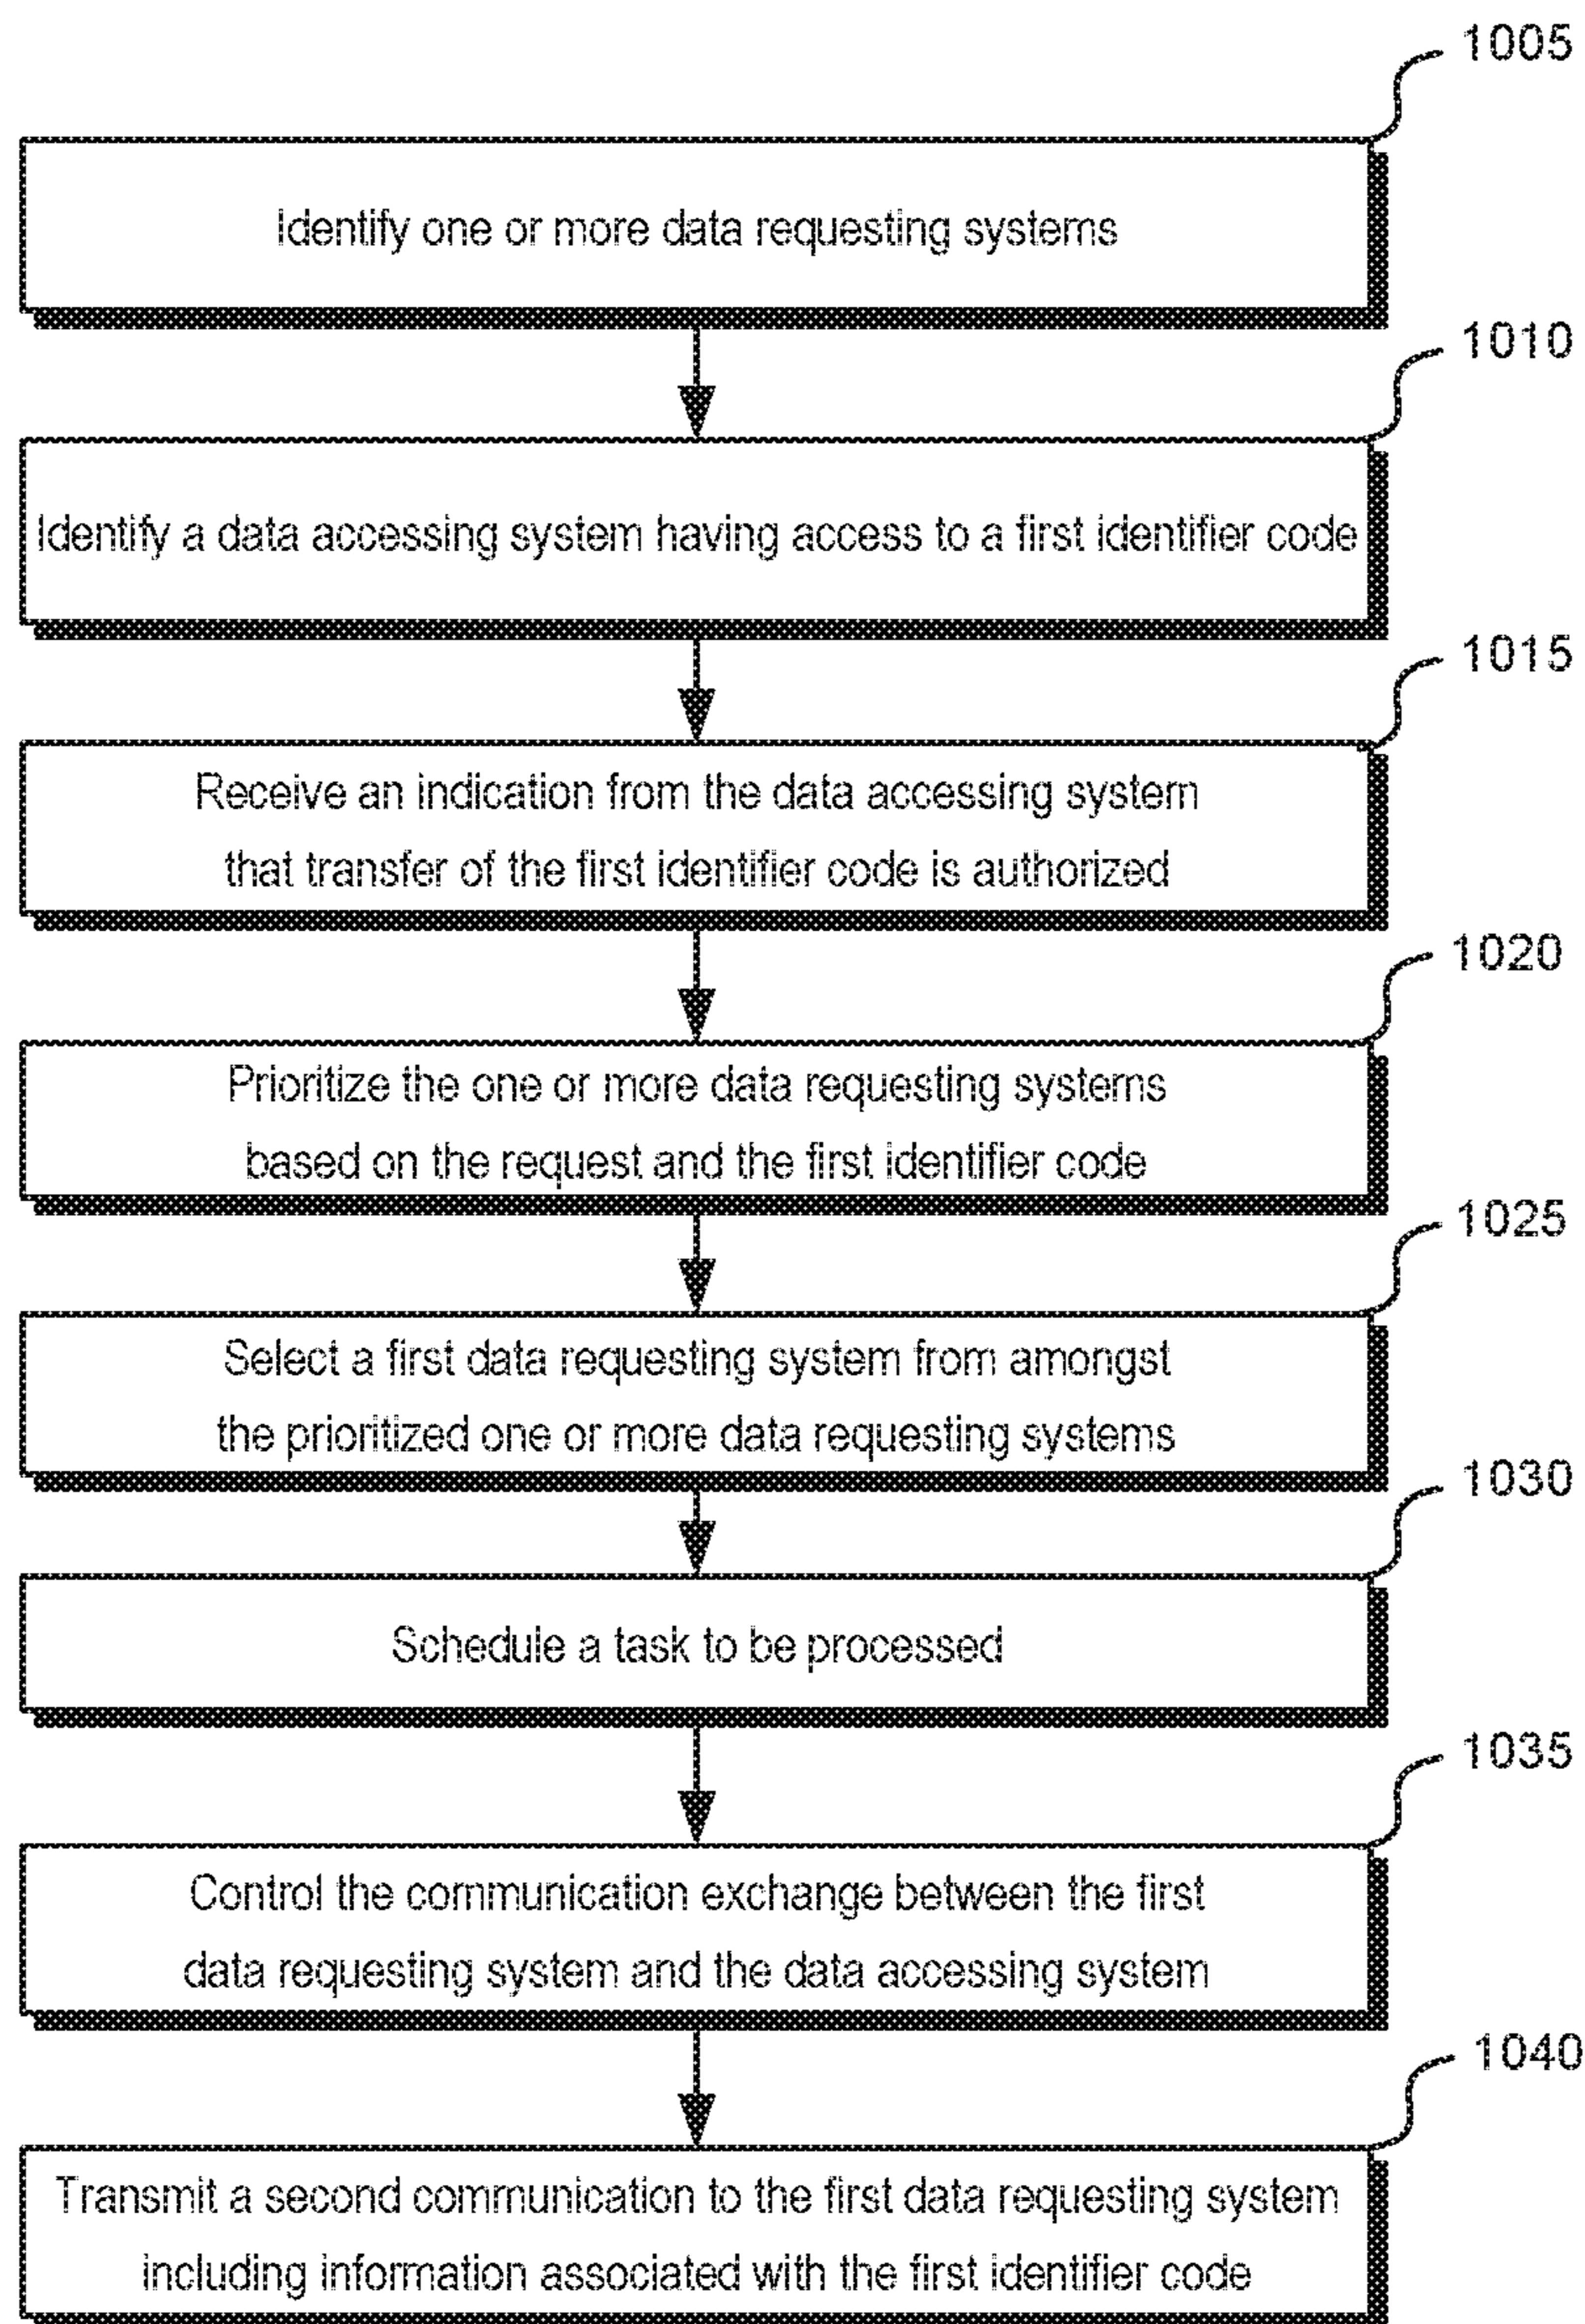 1005
Identify one or more data requesting systems
1010
Identify a data accessing system having access to a first identifier code
1015
Receive an indication from the data accessing system
that transfer of the first identifier code is authorized
1020
Prioritize the one or more data requesting systems
based on the request and the first identifier code
1025
Select a first data requesting system from amongst
the prioritized one or more data requesting systems
1030
Schedule a task to be processed
1035
Control the communication exchange between the first
data requesting system and the data accessing system
1040
Transmit a second communication to the first data requesting system
including information associated with the first identifier code